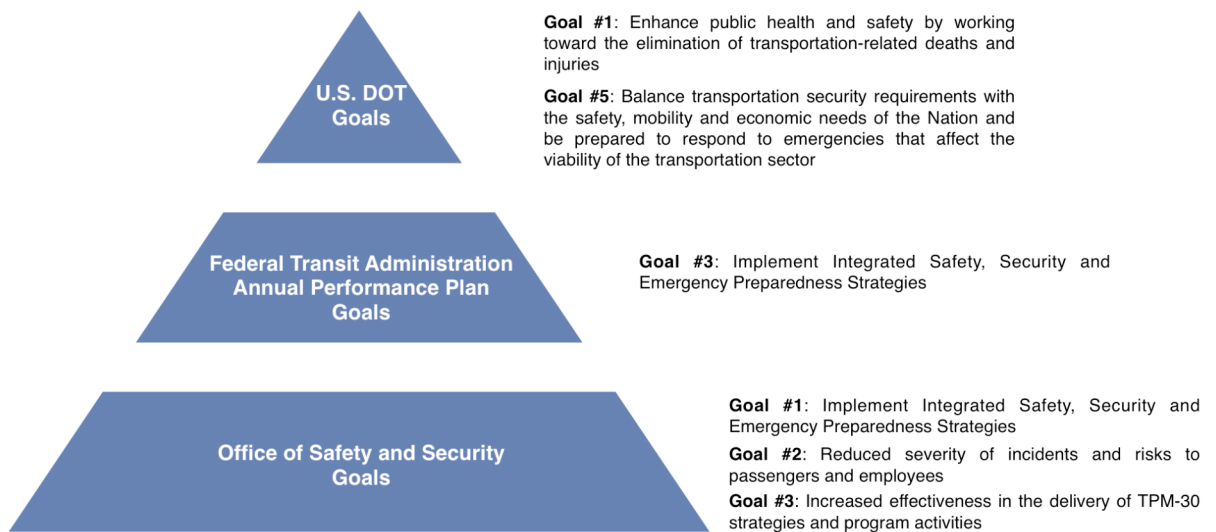 U.S. DOT
Goals
Goal #1: Enhance public health and safety by working
toward the elimination of transportation-related deaths and
injuries
Goal #5: Balance transportation security requirements with
the safety, mobility and economic needs of the Nation and
be prepared to respond to emergencies that affect the
viability of the transportation sector
Federal Transit Administration
Annual Performance Plan
Goals
Goal #3: Implement Integrated Safety, Security and
Emergency Preparedness Strategies
Office of Safety and Security
Goals
Goal #1: Implement Integrated Safety, Security and
Emergency Preparedness Strategies
Goal #2: Reduced severity of incidents and risks to
passengers and employees
Goal #3: Increased effectiveness in the delivery of TPM-30
strategies and program activities